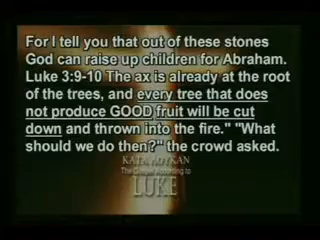 For I tell you that out of these stones
God can raise up children for Abraham.
Luke 3:9-10 The ax is already at the root
of the trees, and every tree that does
not produce GOOD fruit will be cut
down and thrown into the fire." "What
should we do then?" the crowd asked.
ΚΑΤΑ ΛΟΥΚΑΝ
The Gospel According to
LUKE